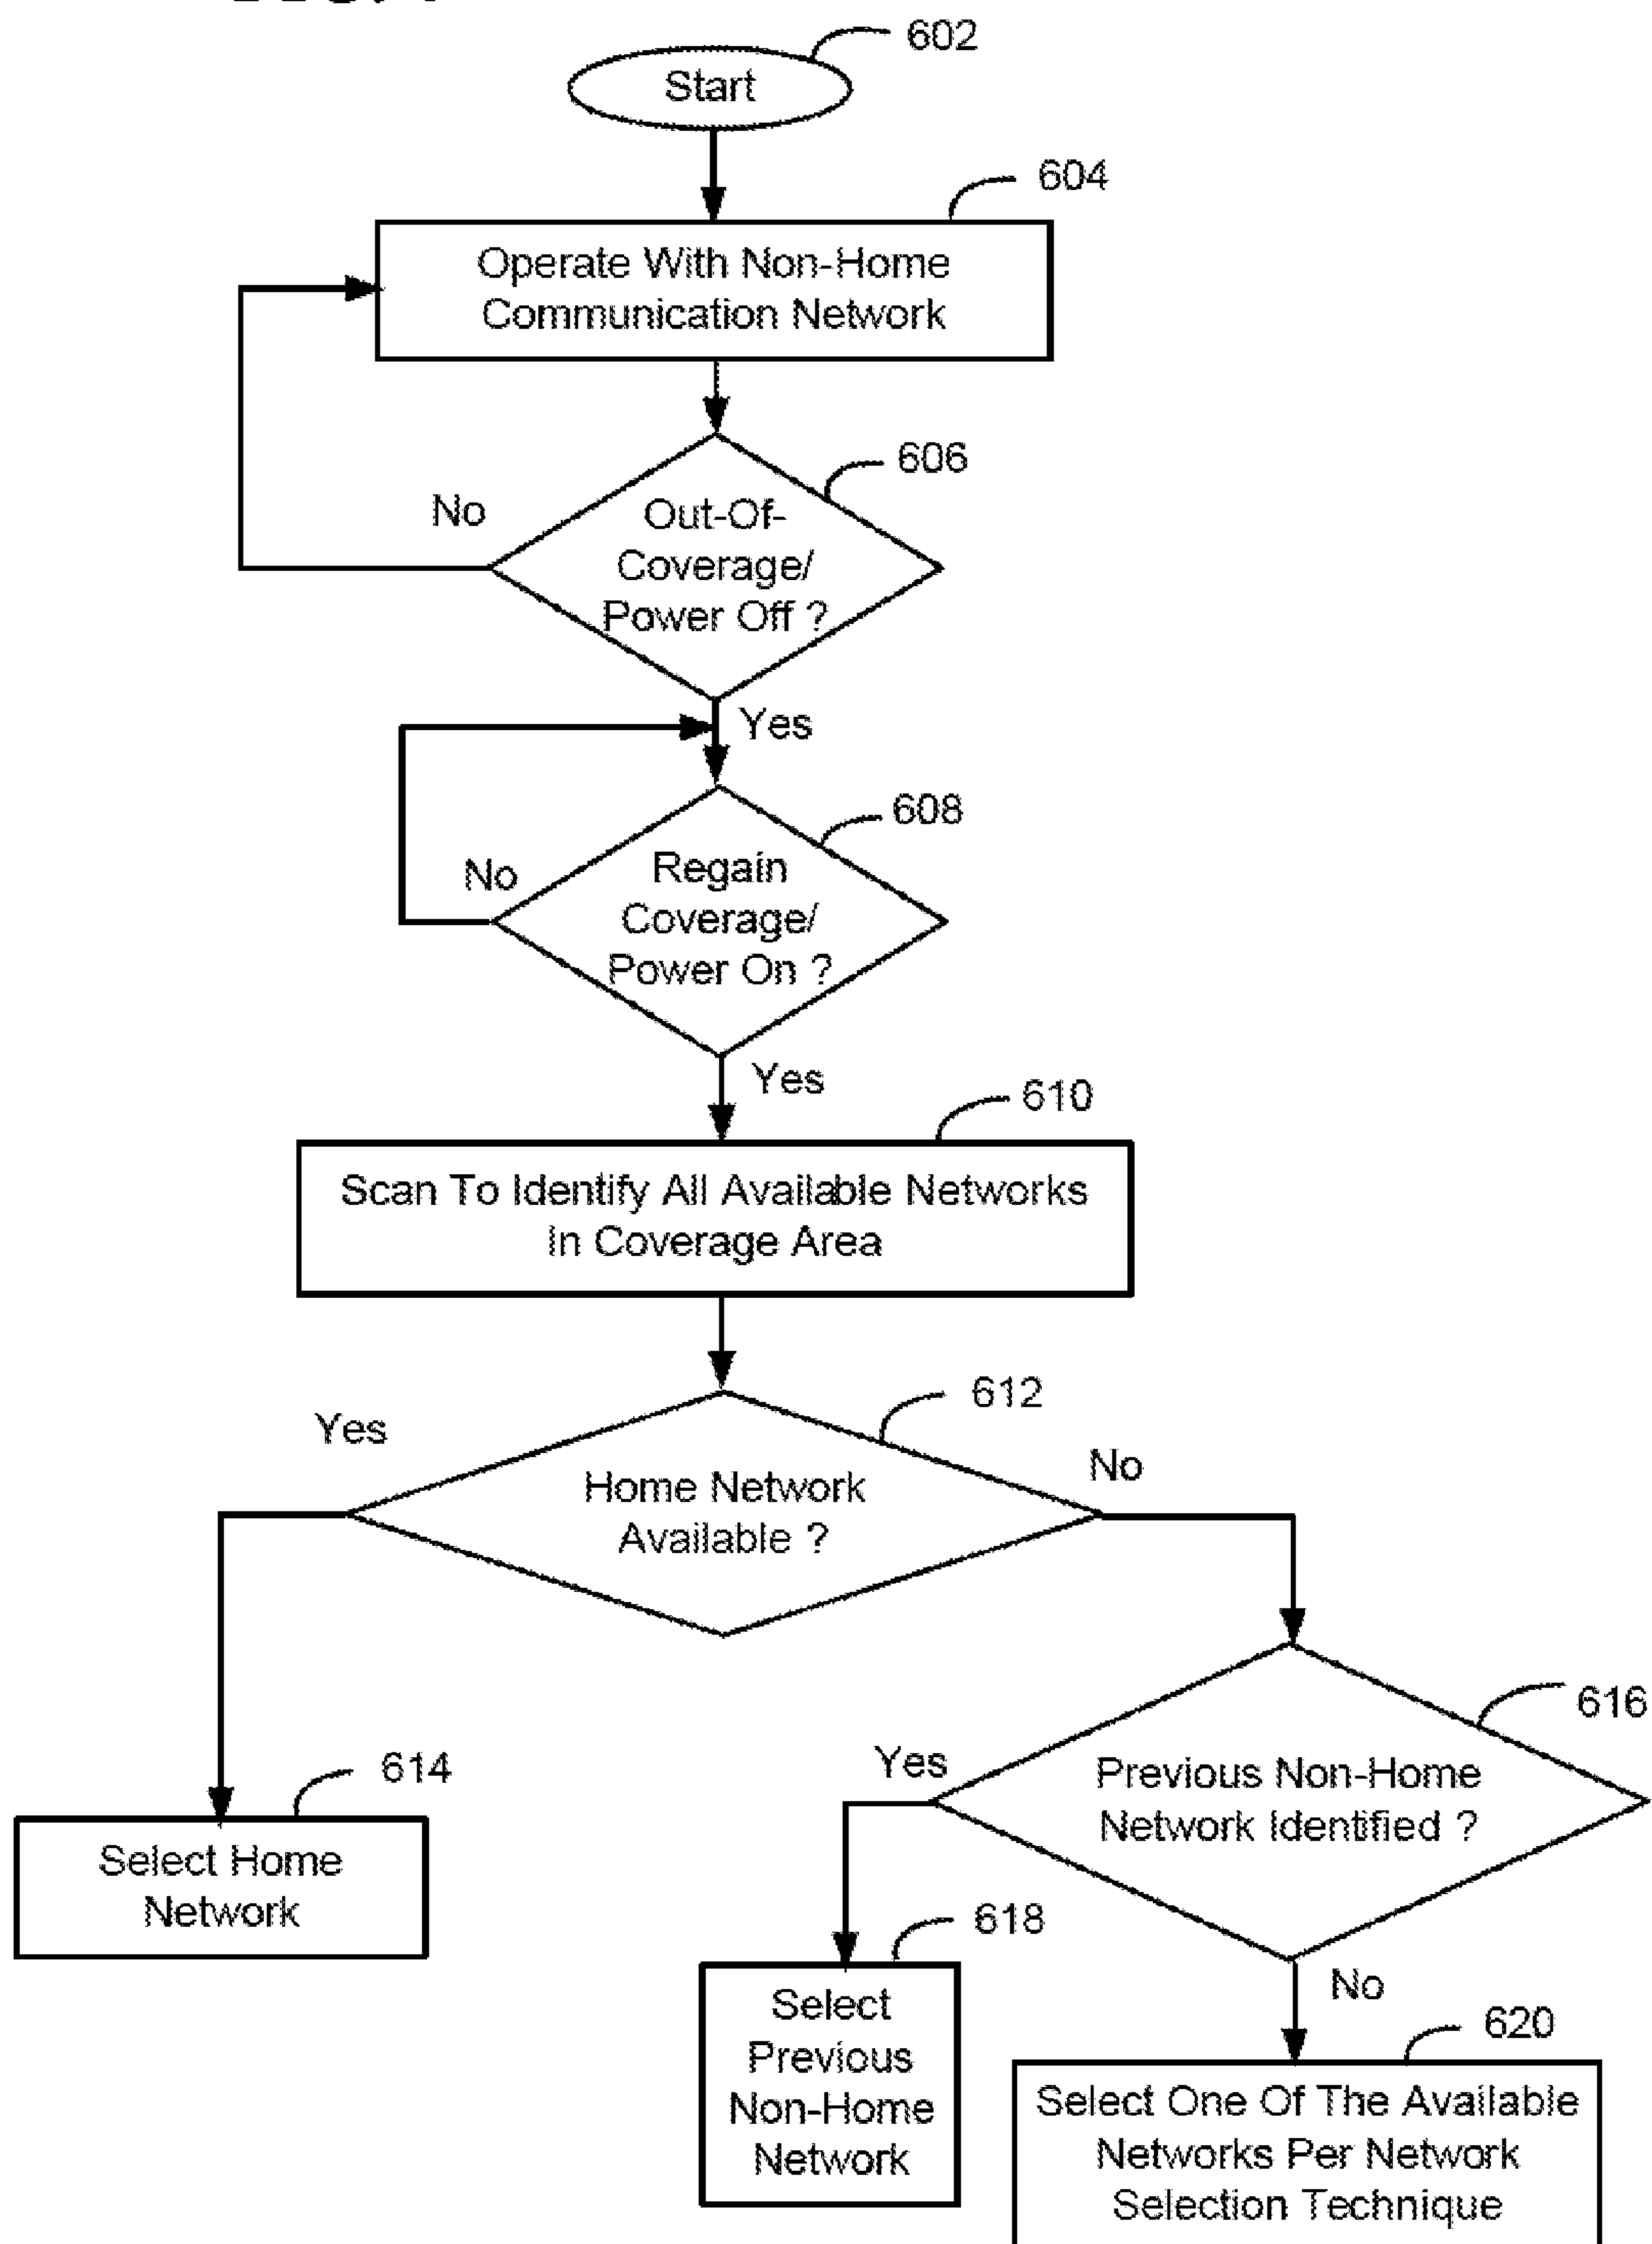 602
Start
604
Operate With Non-Home
Communication Network
606
No
Out-Of-
Coverage/
Power Off ?
Yes
608
No
Regain
Coverage/
Power On ?
Yes
610
Scan To Identify All Available Networks
In Coverage Area
612
Yes
No
Home Network
Available ?
616
614
Yes
Previous Non-Home
Network Identified ?
Select Home
Network
618
No
Select
Previous
Non-Home
Network
620
Select One Of The Available
Networks Per Network
Selection Technique